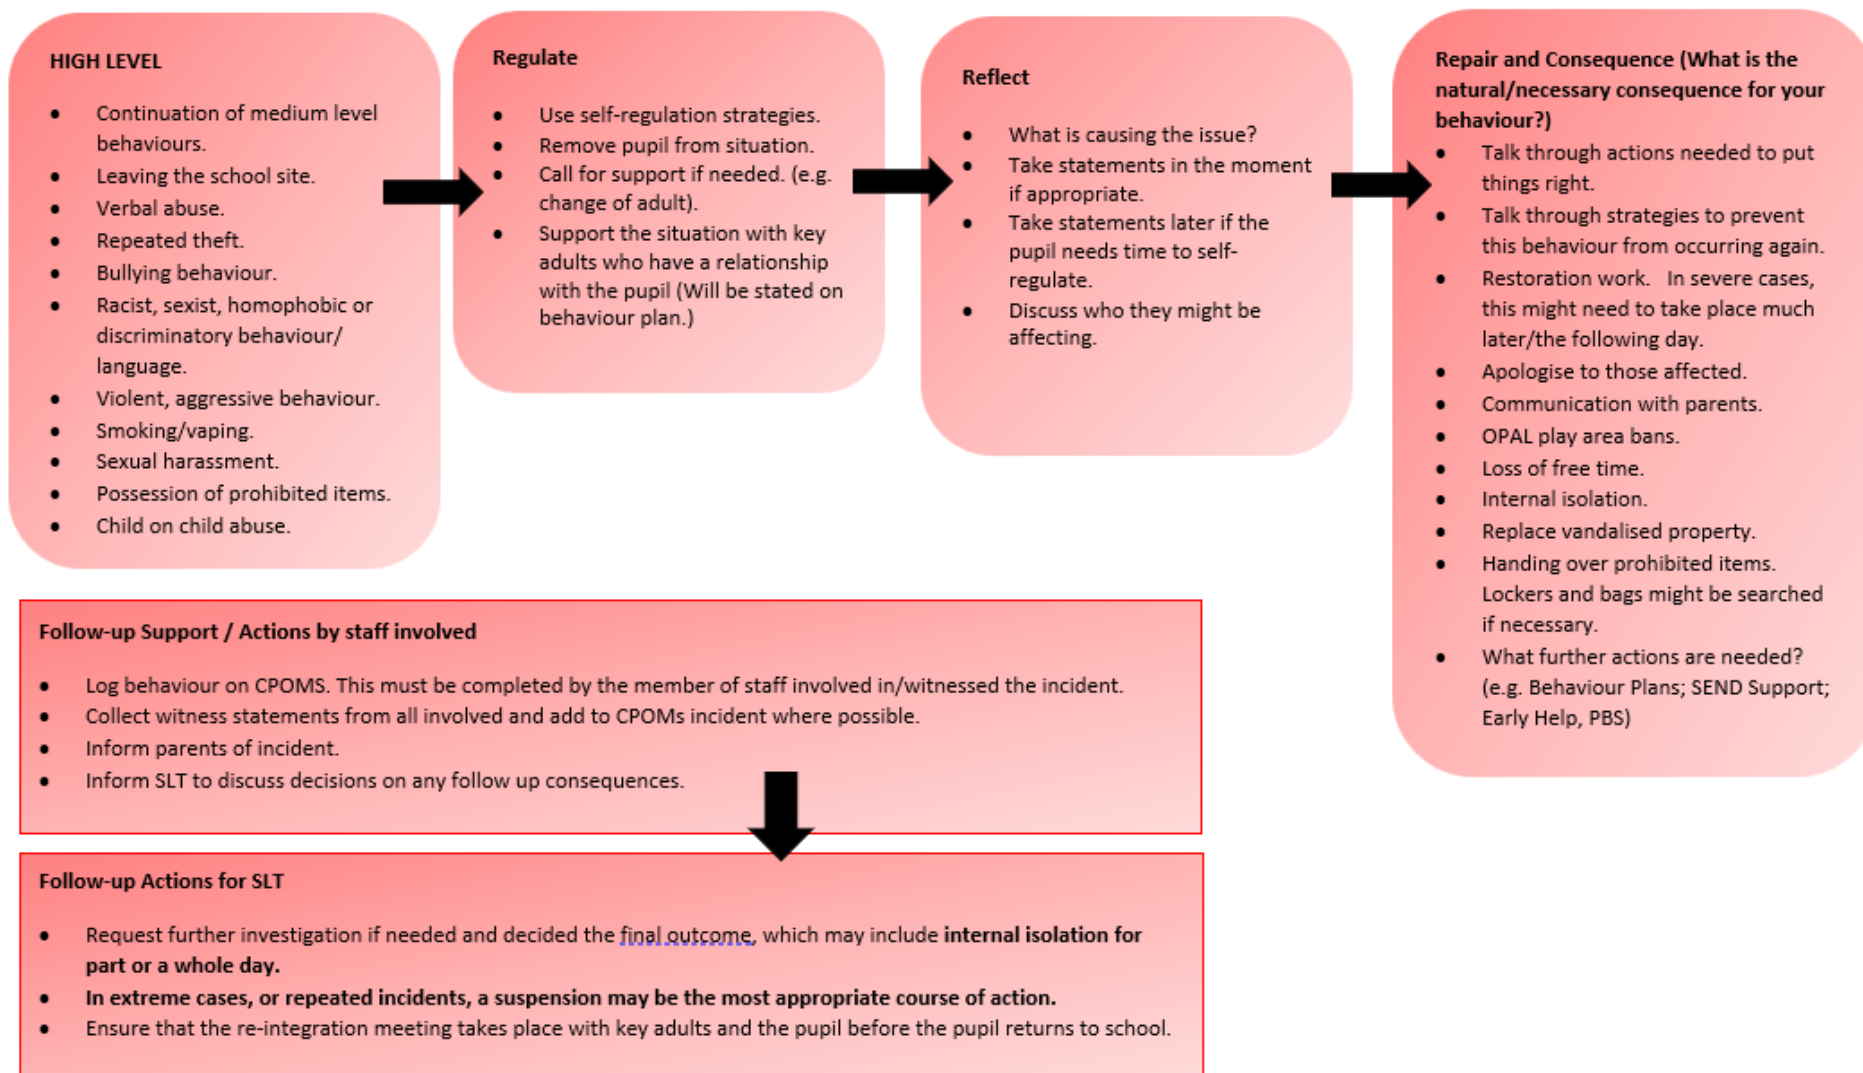 HIGH LEVEL
• Continuation of medium level
behaviours.
• Leaving the school site.
• Verbal abuse.
• Repeated theft.
• Bullying behaviour.
• Racist, sexist, homophobic or
discriminatory behaviour/
language.
• Violent, aggressive behaviour.
• Smoking/vaping.
• Sexual harassment.
• Possession of prohibited items.
• Child on child abuse.
Regulate
• Use self-regulation strategies.
• Remove pupil from situation.
• Call for support if needed. (e.g.
change of adult).
• Support the situation with key
adults who have a relationship
with the pupil (Will be stated on
behaviour plan.)
Reflect
• What is causing the issue?
• Take statements in the moment
if appropriate.
• Take statements later if the
pupil needs time to self-
regulate.
• Discuss who they might be
affecting.
Repair and Consequence (What is the
natural/necessary consequence for your
behaviour?)
• Talk through actions needed to put
things right.
• Talk through strategies to prevent
this behaviour from occurring again.
• Restoration work. In severe cases,
this might need to take place much
later/the following day.
• Apologise to those affected.
• Communication with parents.
• OPAL play area bans.
• Loss of free time.
• Internal isolation.
• Replace vandalised property.
• Handing over prohibited items.
Lockers and bags might be searched
if necessary.
• What further actions are needed?
(e.g. Behaviour Plans; SEND Support;
Early Help, PBS)
Follow-up Support / Actions by staff involved
• Log behaviour on CPOMS. This must be completed by the member of staff involved in/witnessed the incident.
• Collect witness statements from all involved and add to CPOMs incident where possible.
• Inform parents of incident.
• Inform SLT to discuss decisions on any follow up consequences.
Follow-up Actions for SLT
• Request further investigation if needed and decided the final outcome, which may include internal isolation for
part or a whole day.
• In extreme cases, or repeated incidents, a suspension may be the most appropriate course of action.
• Ensure that the re-integration meeting takes place with key adults and the pupil before the pupil returns to school.